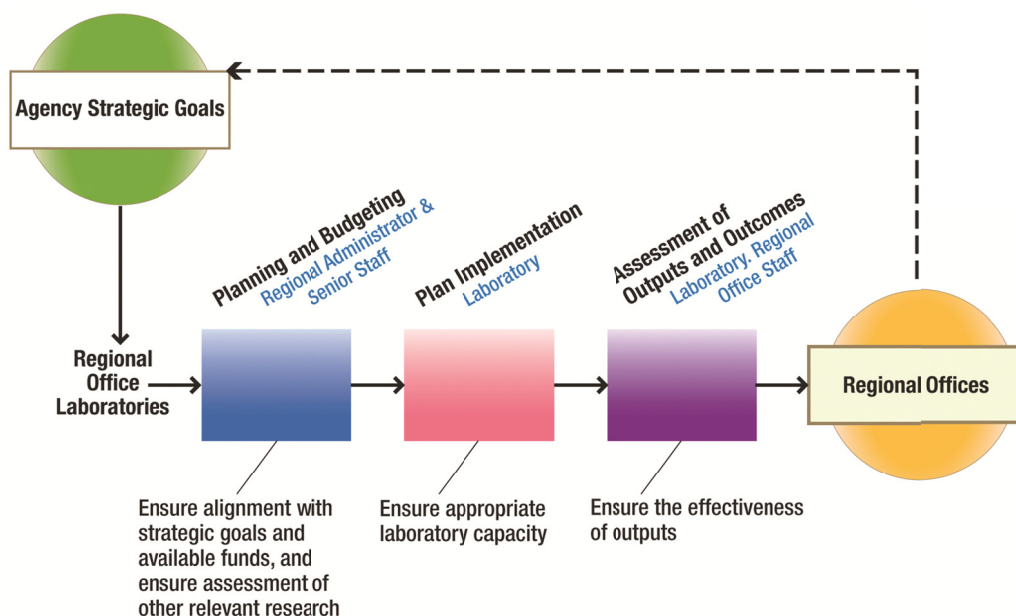 Agency Strategic Goals
Planning and Budgeting
Regional Administrator &
Senior Staff
Plan Implementation
Laboratory
Assessment of
Outputs and Outcomes
Laboratory. Regional
Office Staff
Regional
Office
Laboratories
Regional Offices
Ensure alignment with
strategic goals and
available funds, and
ensure assessment of
other relevant research
Ensure appropriate
laboratory capacity
Ensure the effectiveness
of outputs